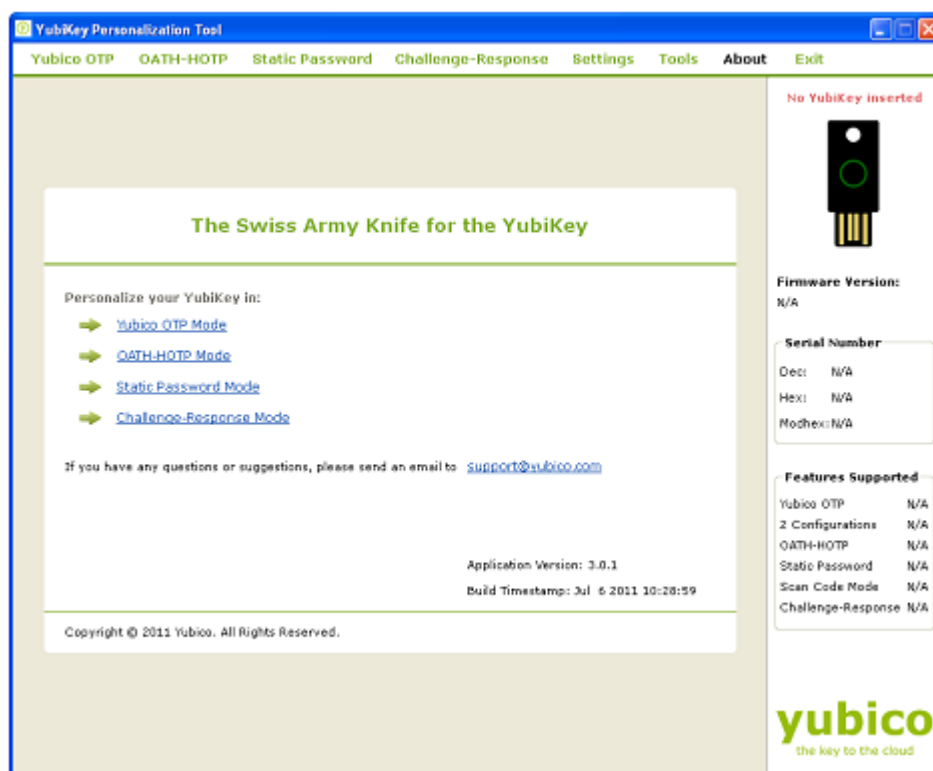 YubiKey Personalization Tool
Yubico OTP OATH-HOTP Static Password Challenge-Response Settings Tools About Exit
The Swiss Army Knife for the YubiKey
Personalize your YubiKey in:
Yubico OTP Mode
OATH-HOTP Mode
Static Password Mode
Challenge-Response Mode
If you have any questions or suggestions, please send an email to support@yubico.com
Application Version: 3.0.1
Build Timestamp: Jul 6 2011 10:28:59
Copyright © 2011 Yubico. All Rights Reserved.
No YubiKey inserted
Firmware Version:
N/A
Serial Number
Dec: N/A
Hex: N/A
Modhex: N/A
Features Supported
Yubico OTP N/A
2 Configurations N/A
OATH-HOTP N/A
Static Password N/A
Scan Code Mode N/A
Challenge-Response N/A
yubico
the key to the cloud